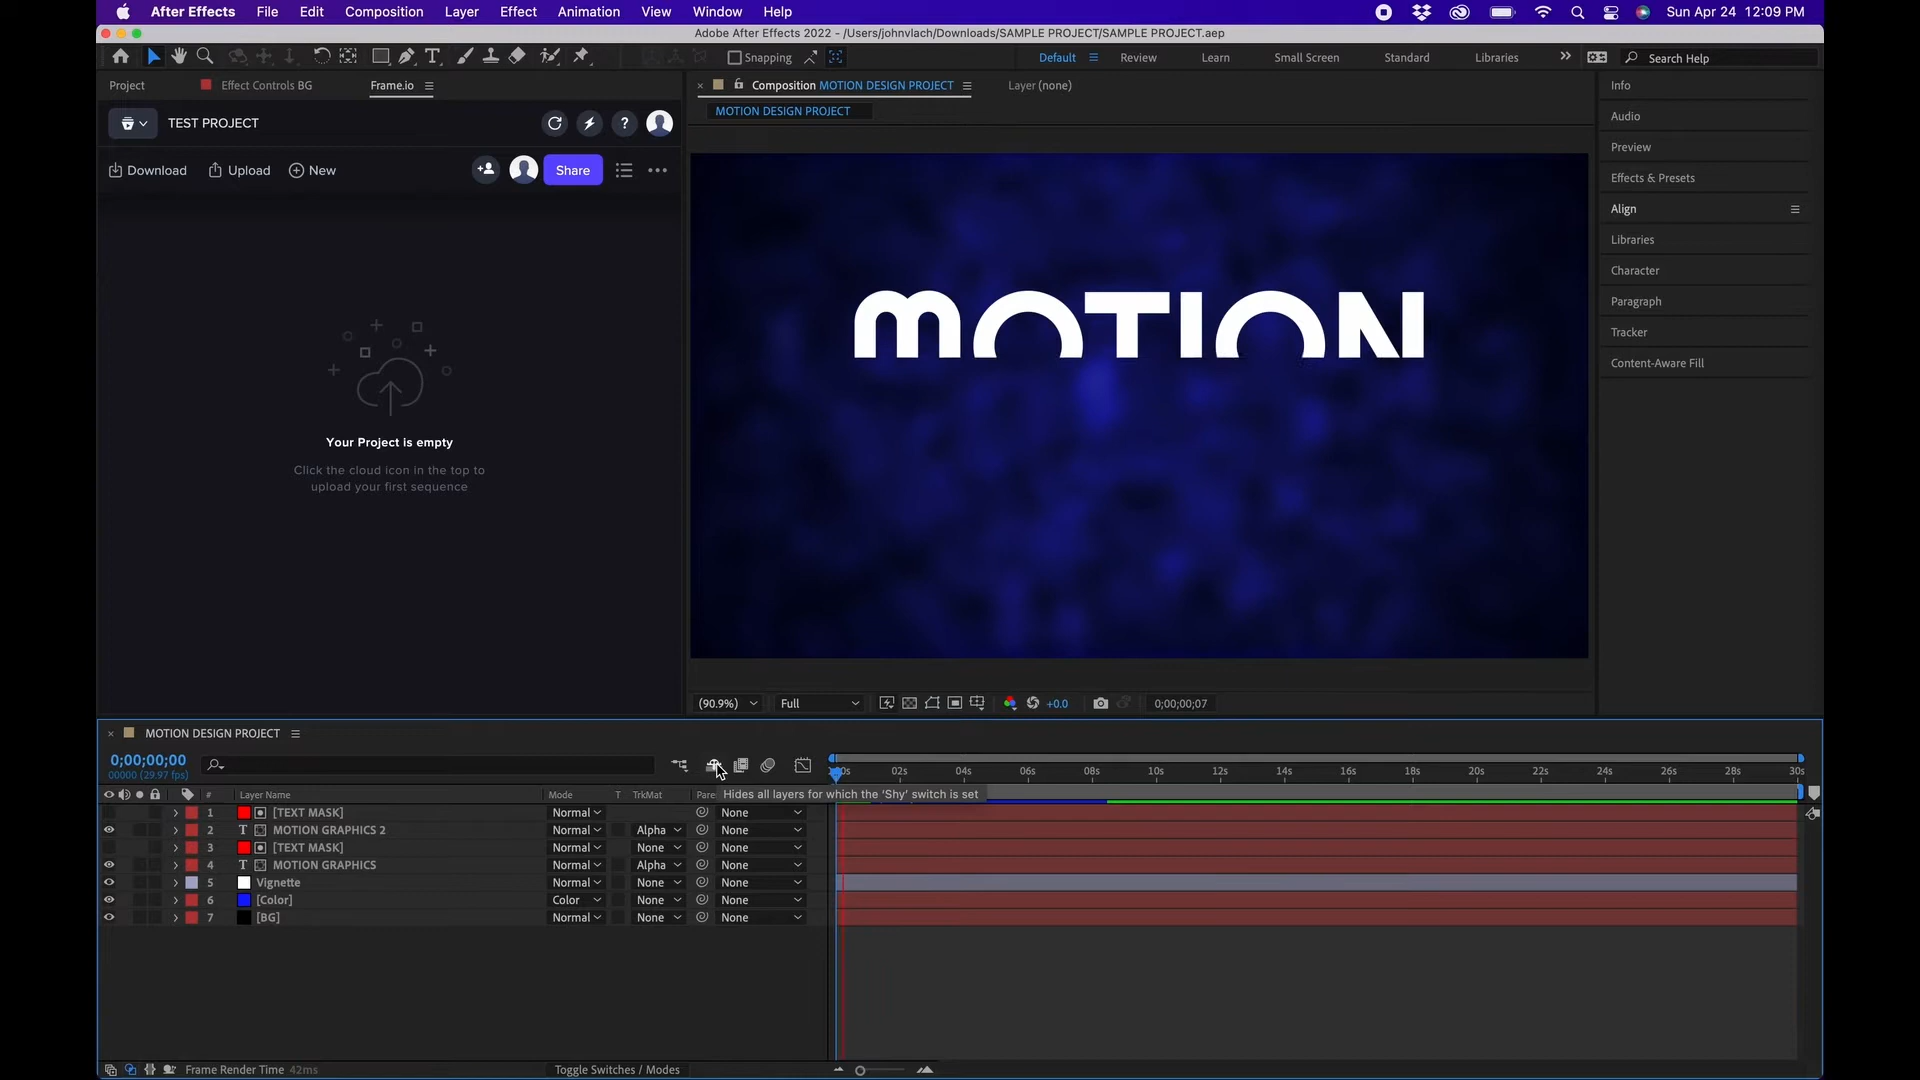 After Effects File Edit Composition Layer Effect Animation View Window Help Sun Apr 24 12:09 PM
Adobe After Effects 2022 - /Users/johnvlach/Downloads/SAMPLE PROJECT/SAMPLE PROJECT.aep
Snapping Default Review Learn Small Screen Standard Libraries Search Help
Project Effect Controls BG Frame.io
Composition MOTION DESIGN PROJECT Layer (none)
MOTION DESIGN PROJECT
TEST PROJECT
Download Upload New Share
Your Project is empty
Click the cloud icon in the top to
upload your first sequence
MOTION
(90.9%) Full +0.0 0;00;00;07
Info
Audio
Preview
Effects & Presets
Align
Libraries
Character
Paragraph
Tracker
Content-Aware Fill
MOTION DESIGN PROJECT
0;00;00;00
00000 (29.97 fps)
02s 04s 06s 08s 10s 12s 14s 16s 18s 20s 22s 24s 26s 28s 30s
# Layer Name Mode T TrkMat Pare
Hides all layers for which the 'Shy' switch is set
1 [TEXT MASK] Normal None
2 T MOTION GRAPHICS 2 Normal Alpha None
3 [TEXT MASK] Normal None None
4 T MOTION GRAPHICS Normal Alpha None
5 Vignette Normal None None
6 [Color] Color None None
7 [BG] Normal None None
Frame Render Time 42ms Toggle Switches / Modes